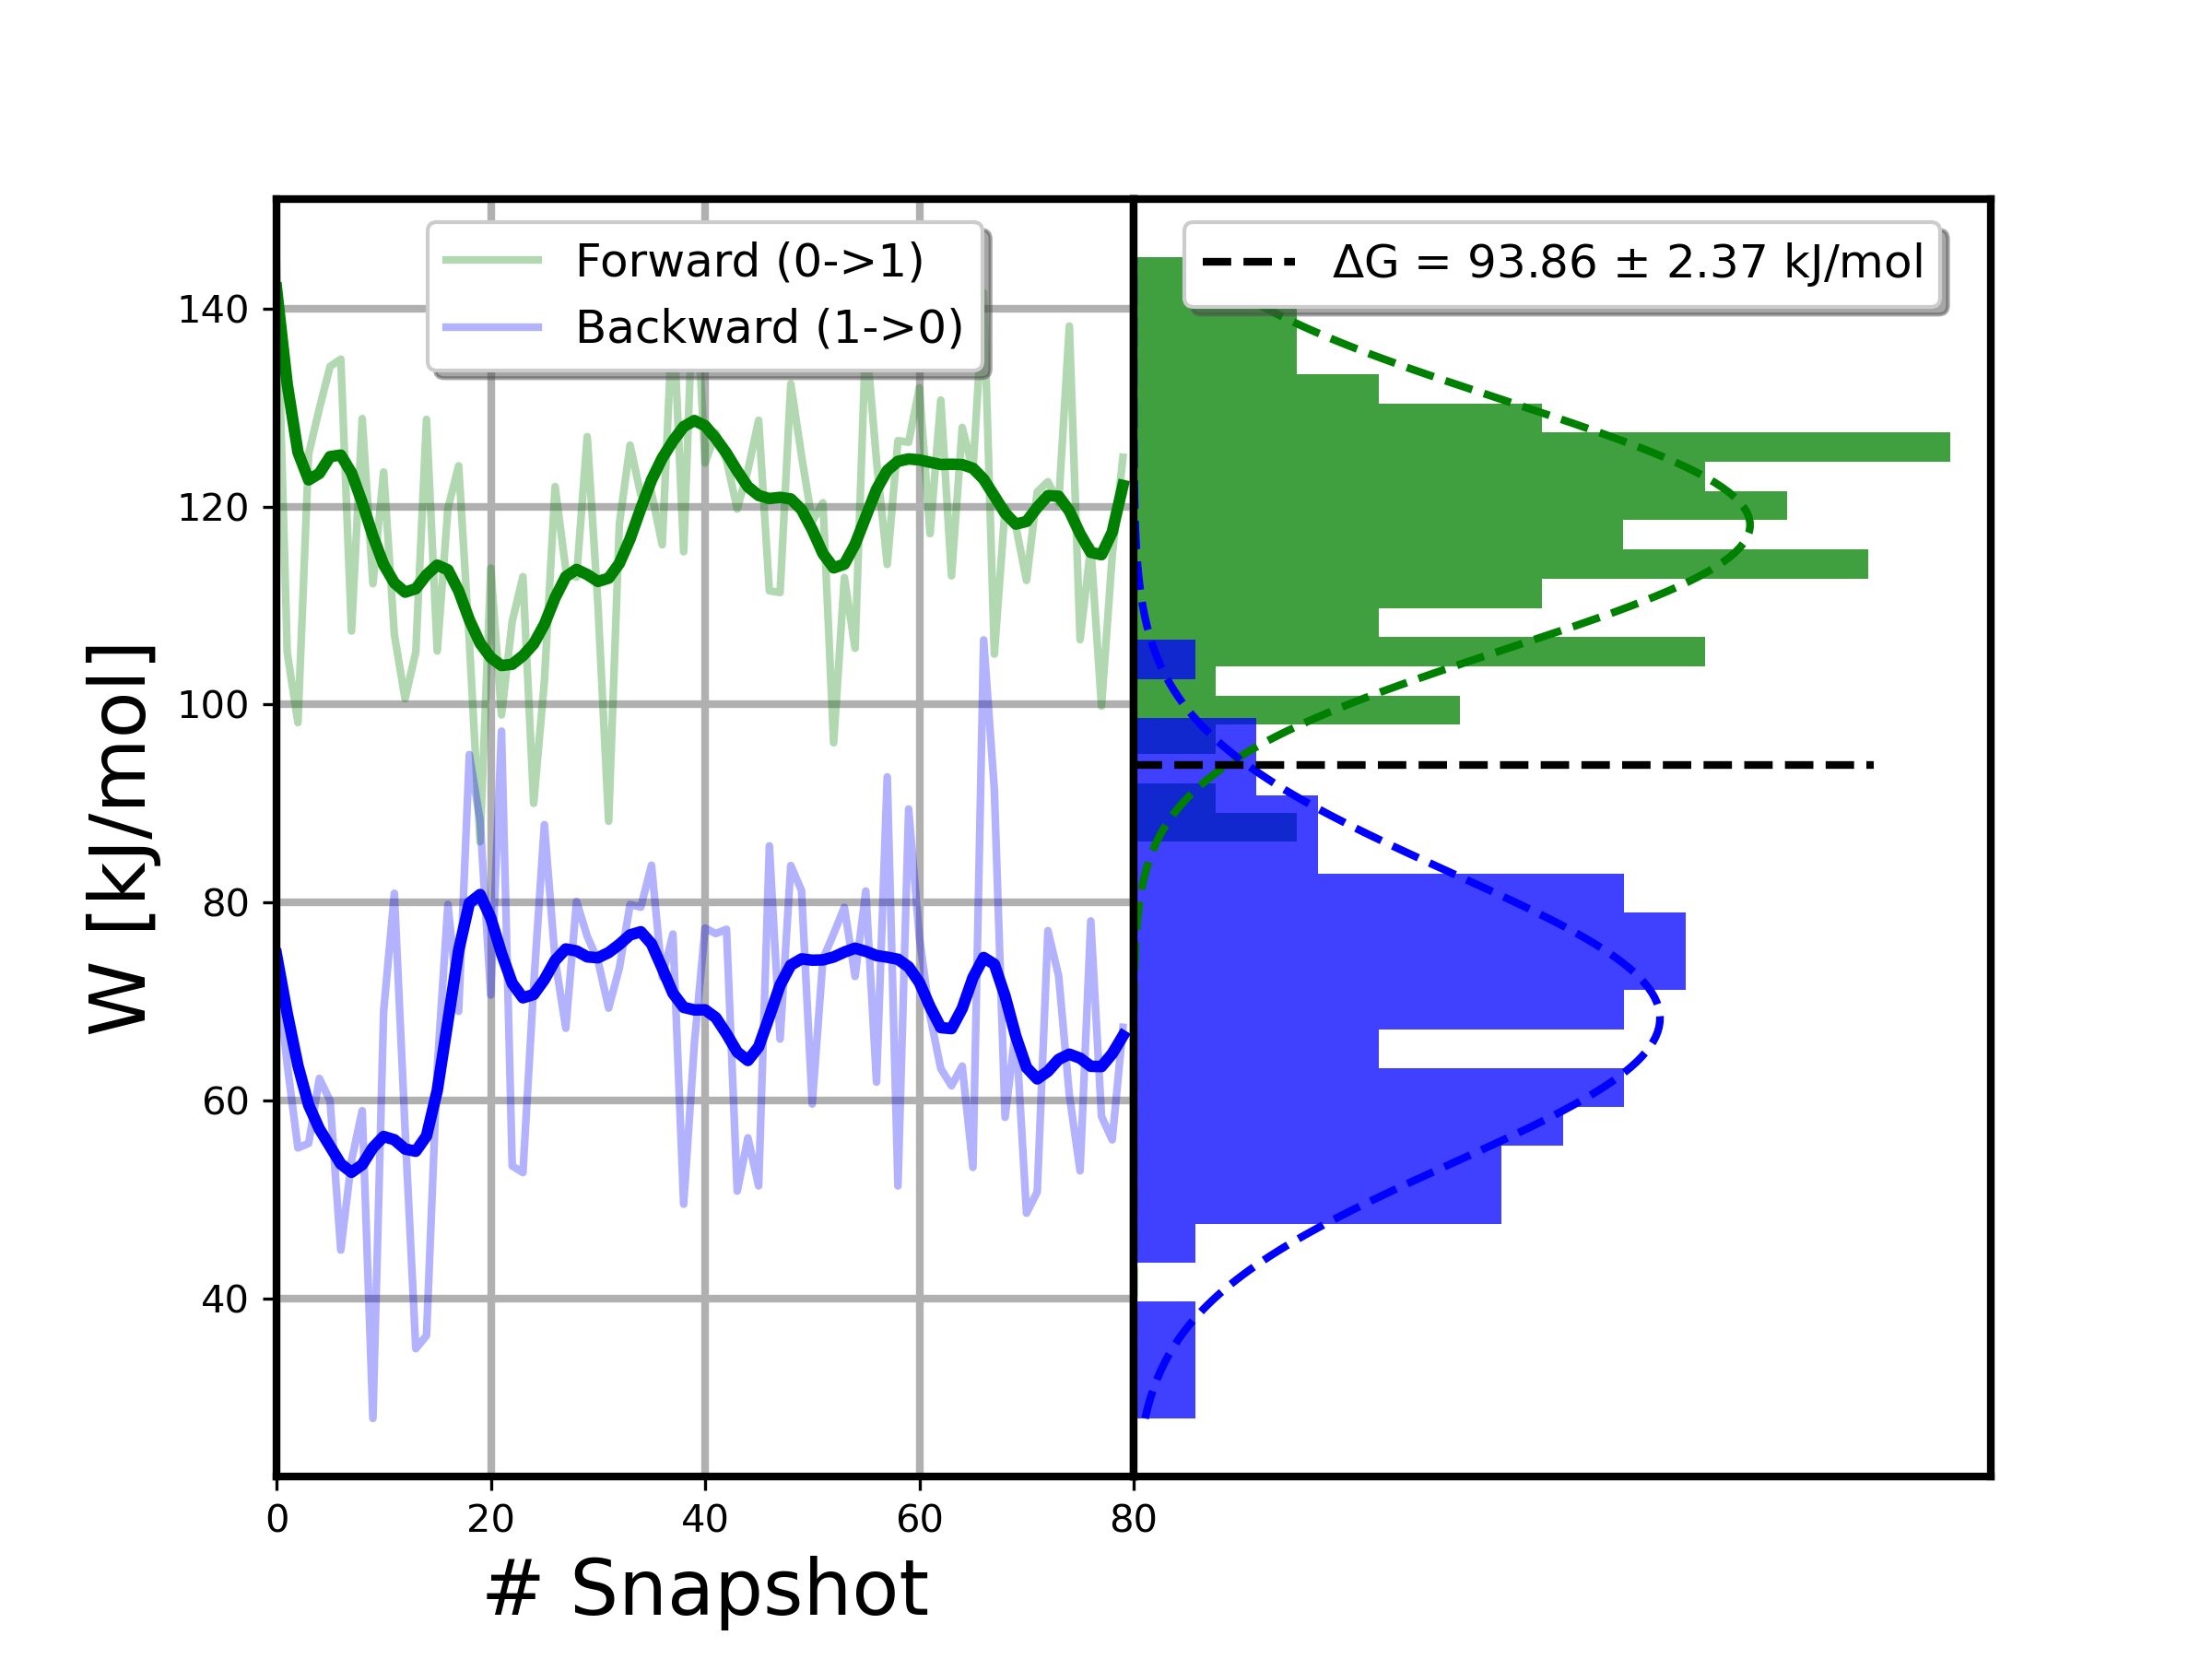 Forward (0->1)
Backward (1->0)
ΔG = 93.86 ± 2.37 kJ/mol
W [kJ/mol]
140
120
100
80
60
40
0
20
40
60
80
# Snapshot